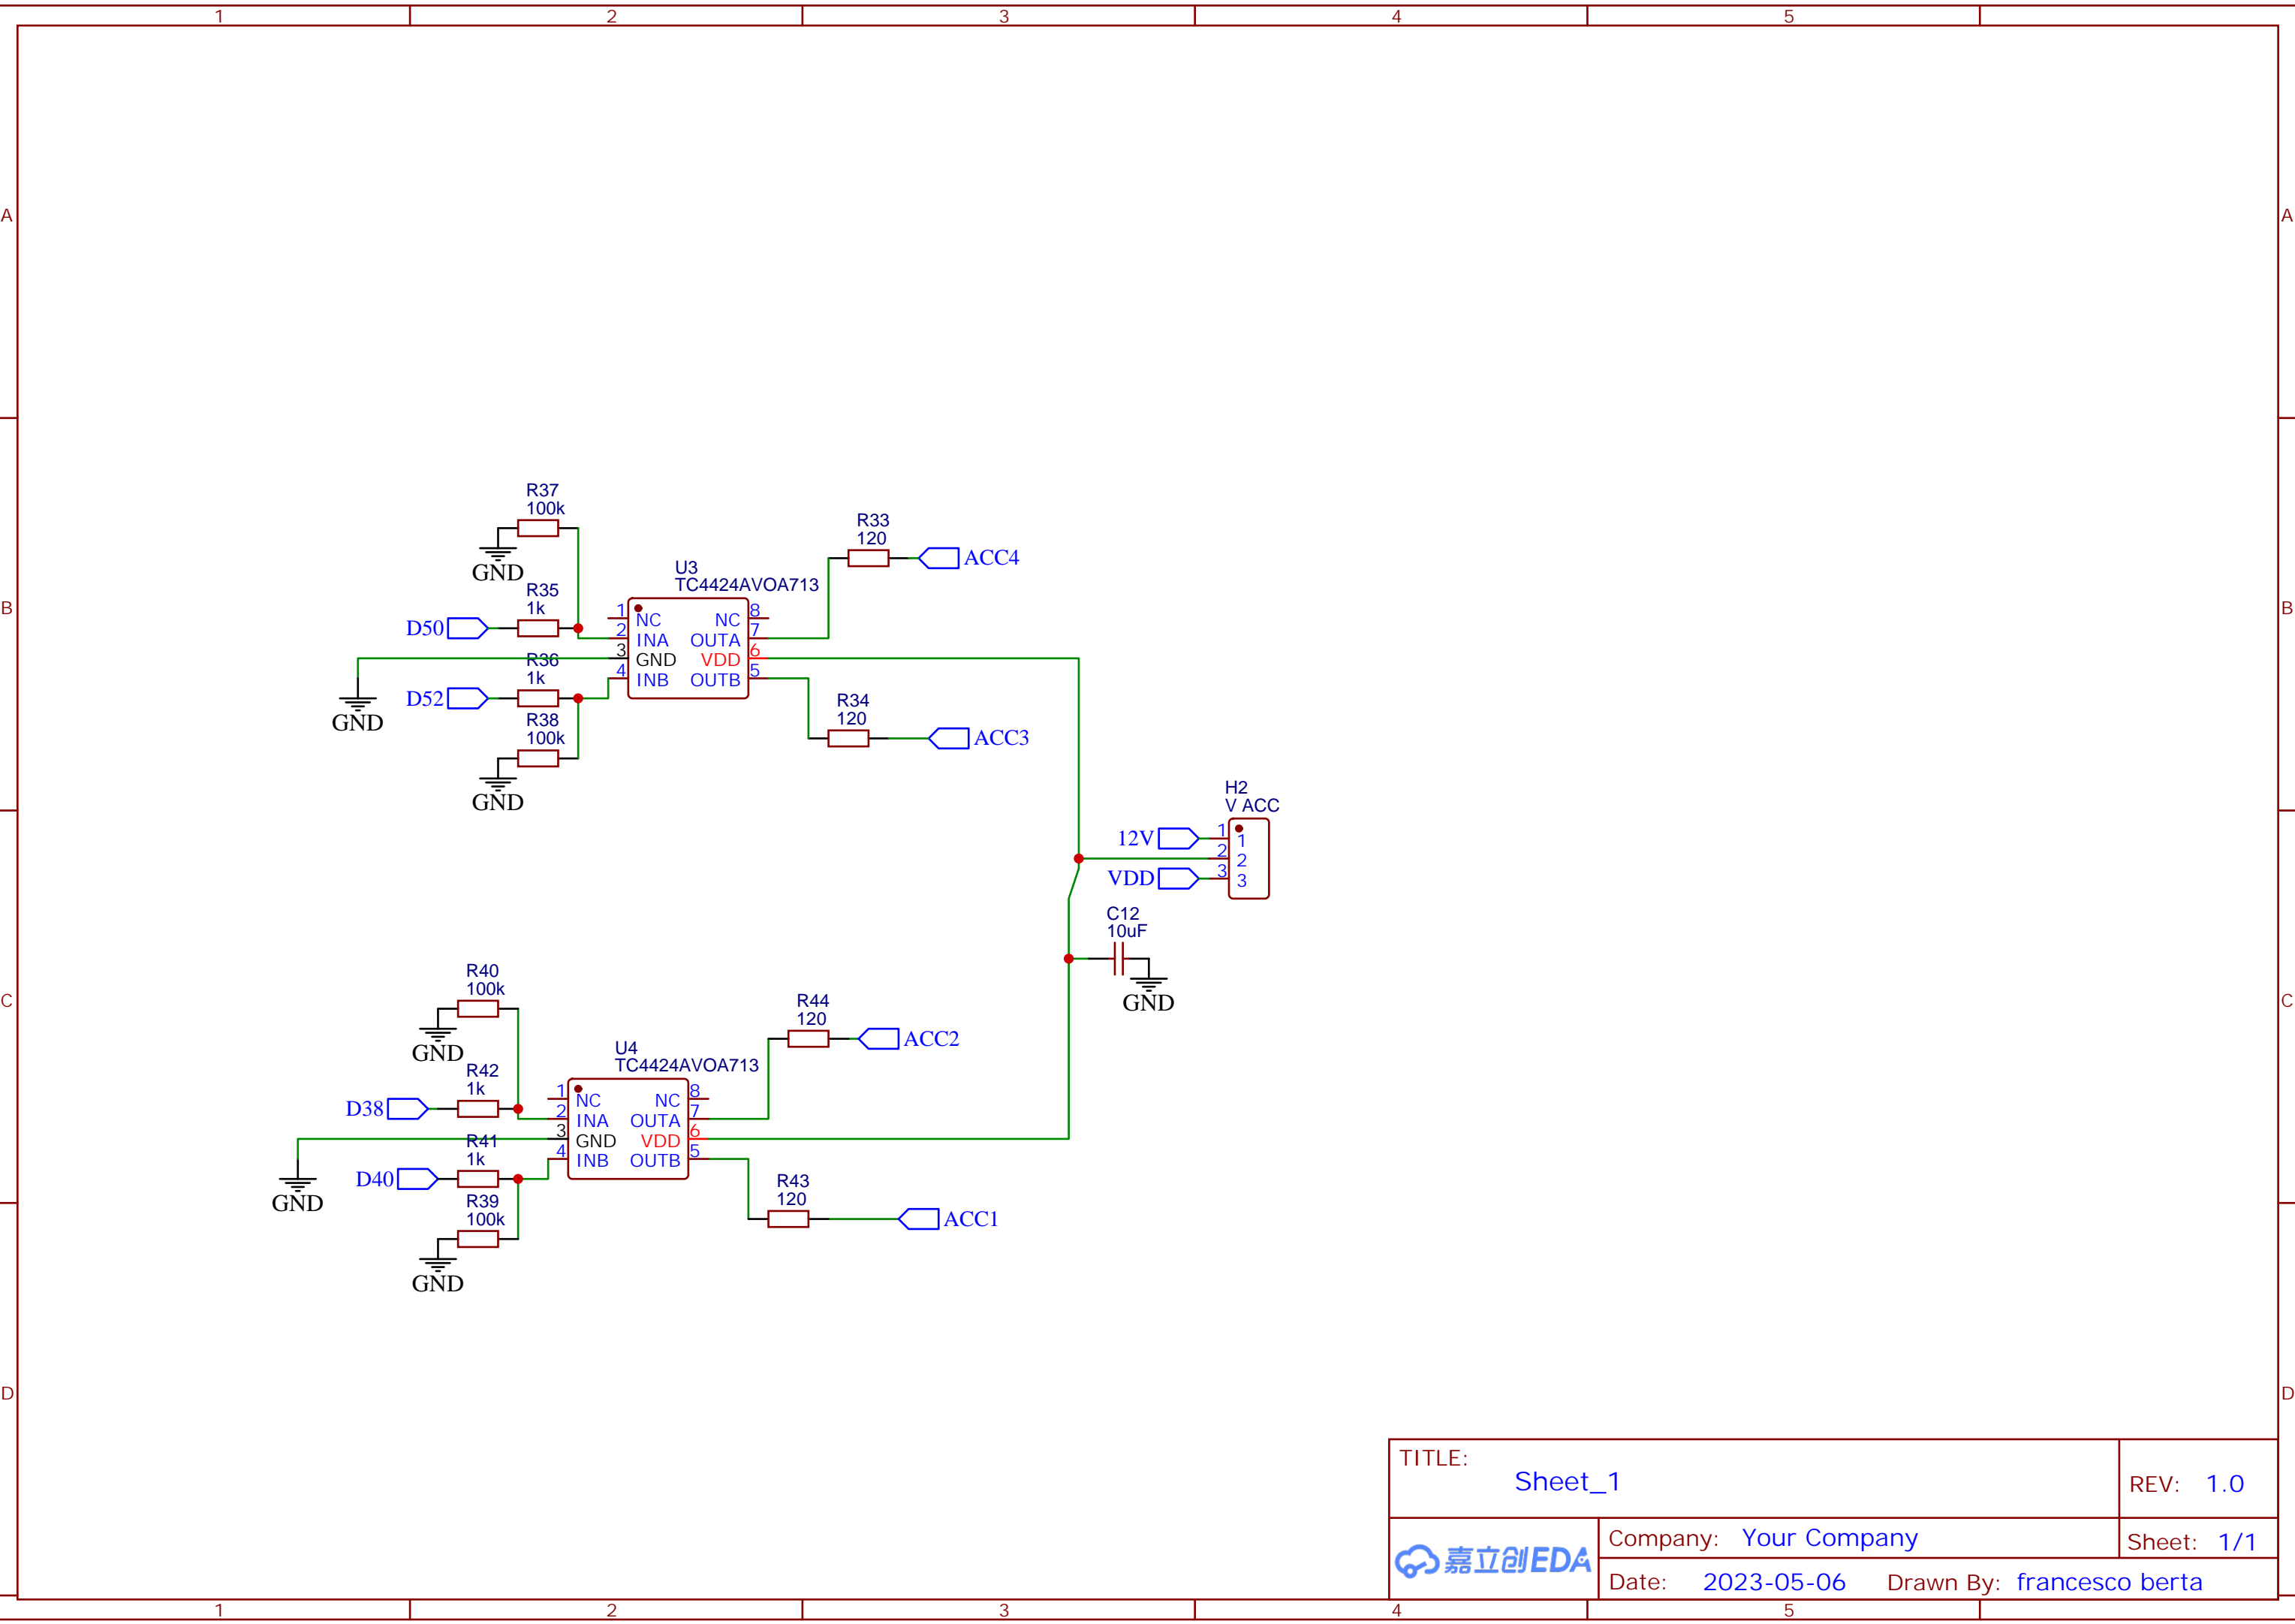 1 2 3 4 5
A A
R37
100k
R33
120
ACC4
GND
U3
TC4424AVOA713
R35
1k
B B
D50
1 NC NC 8
2 INA OUTA 7
3 GND VDD 6
4 INB OUTB 5
R36
1k
D52
GND
R38
100k
R34
120
ACC3
GND
H2
V ACC
12V 1 1
2 2
VDD 3 3
C12
10uF
GND
R40
100k
C C
R44
120
ACC2
GND
U4
TC4424AVOA713
R42
1k
D38
1 NC NC 8
2 INA OUTA 7
3 GND VDD 6
4 INB OUTB 5
R41
1k
D40
GND
R39
100k
R43
120
ACC1
GND
D D
TITLE:
Sheet_1
REV: 1.0
嘉立创EDA
Company: Your Company
Sheet: 1/1
Date: 2023-05-06 Drawn By: francesco berta
1 2 3 4 5